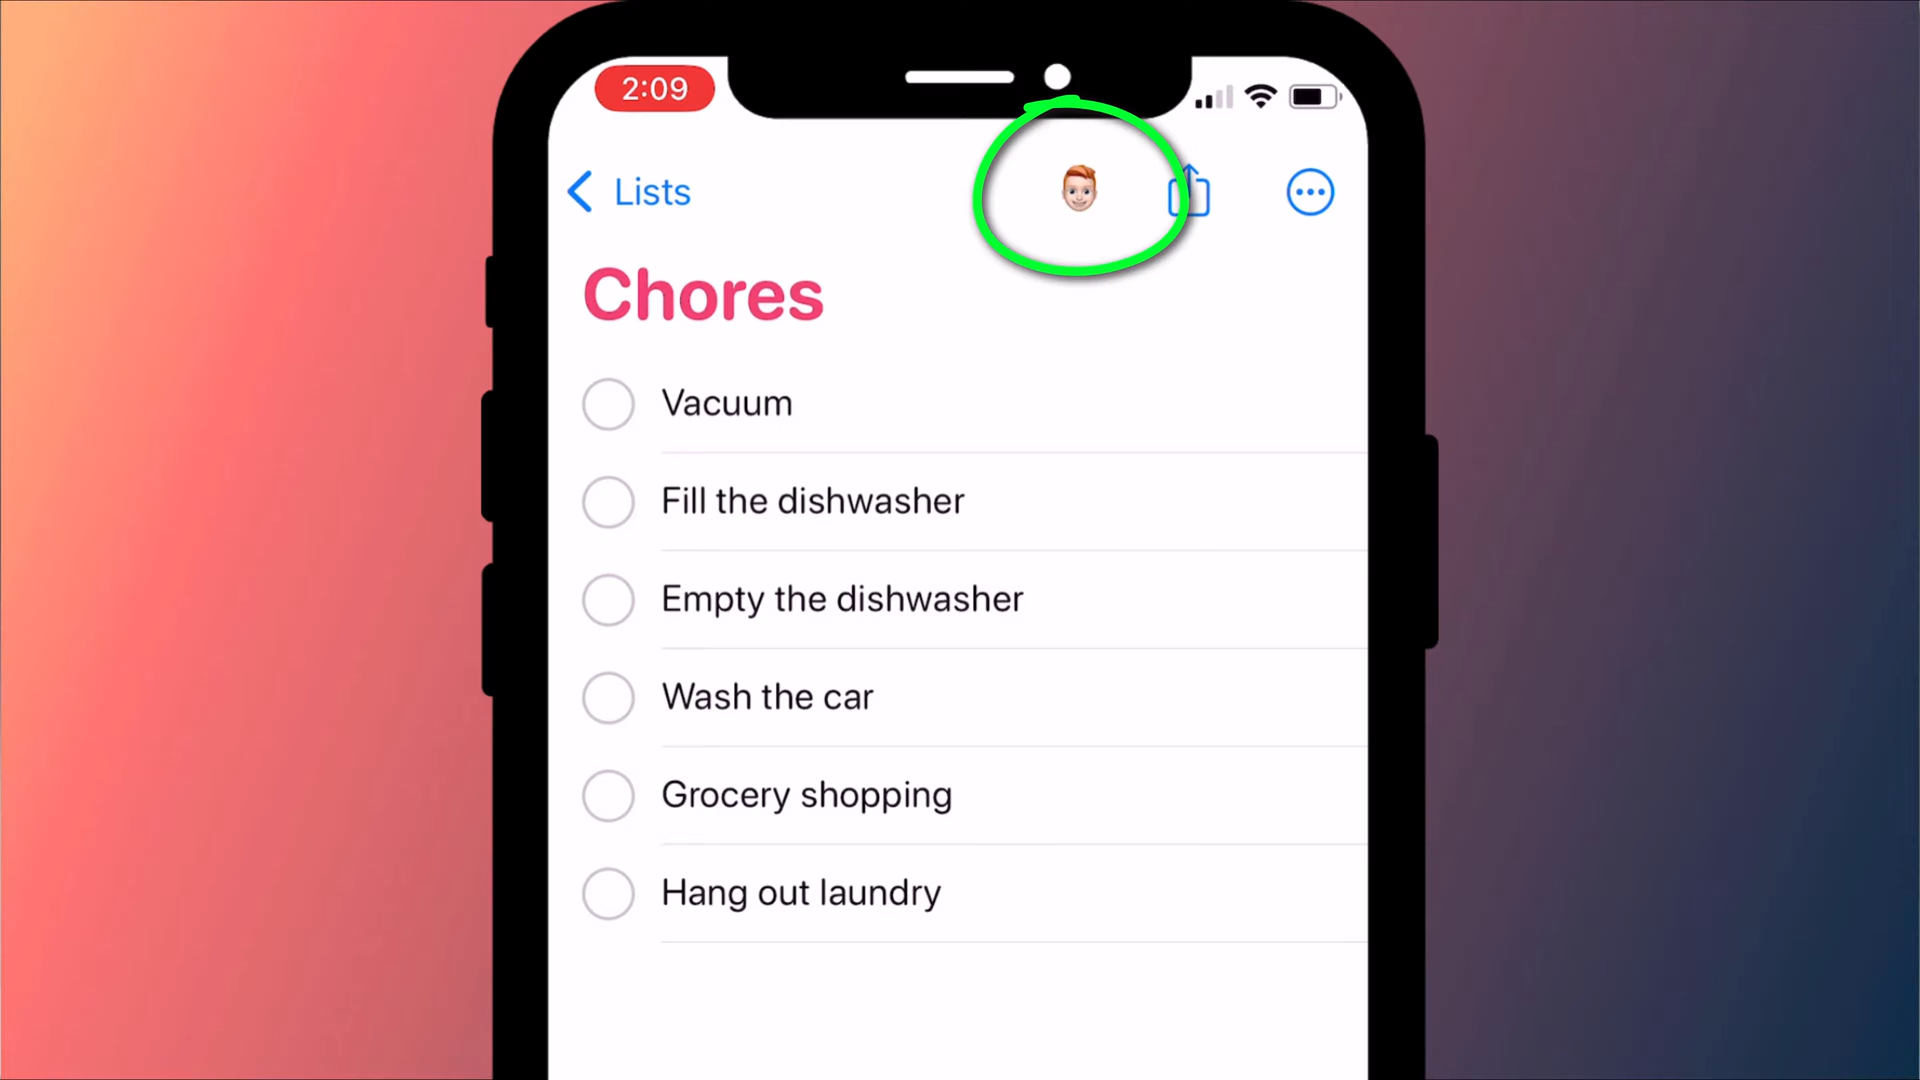 2:09
Lists
Chores
Vacuum
Fill the dishwasher
Empty the dishwasher
Wash the car
Grocery shopping
Hang out laundry